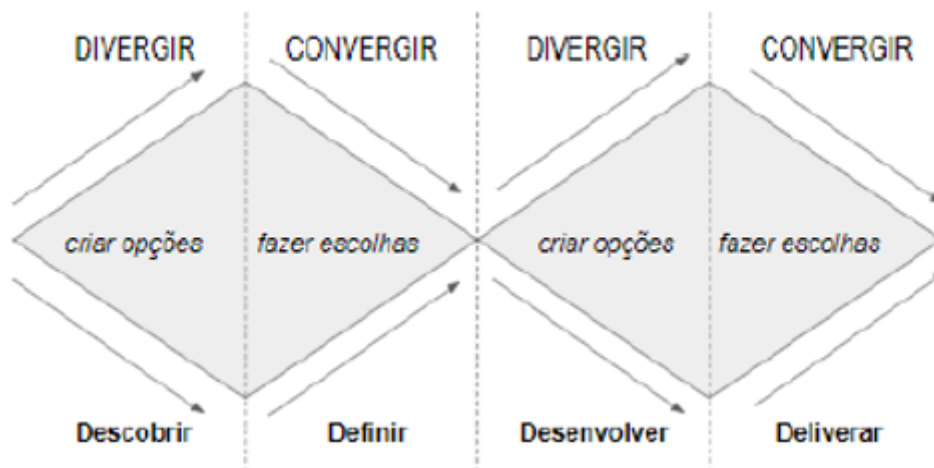 DIVERGIR CONVERGIR DIVERGIR CONVERGIR
criar opções fazer escolhas criar opções fazer escolhas
Descobrir Definir Desenvolver Deliverar